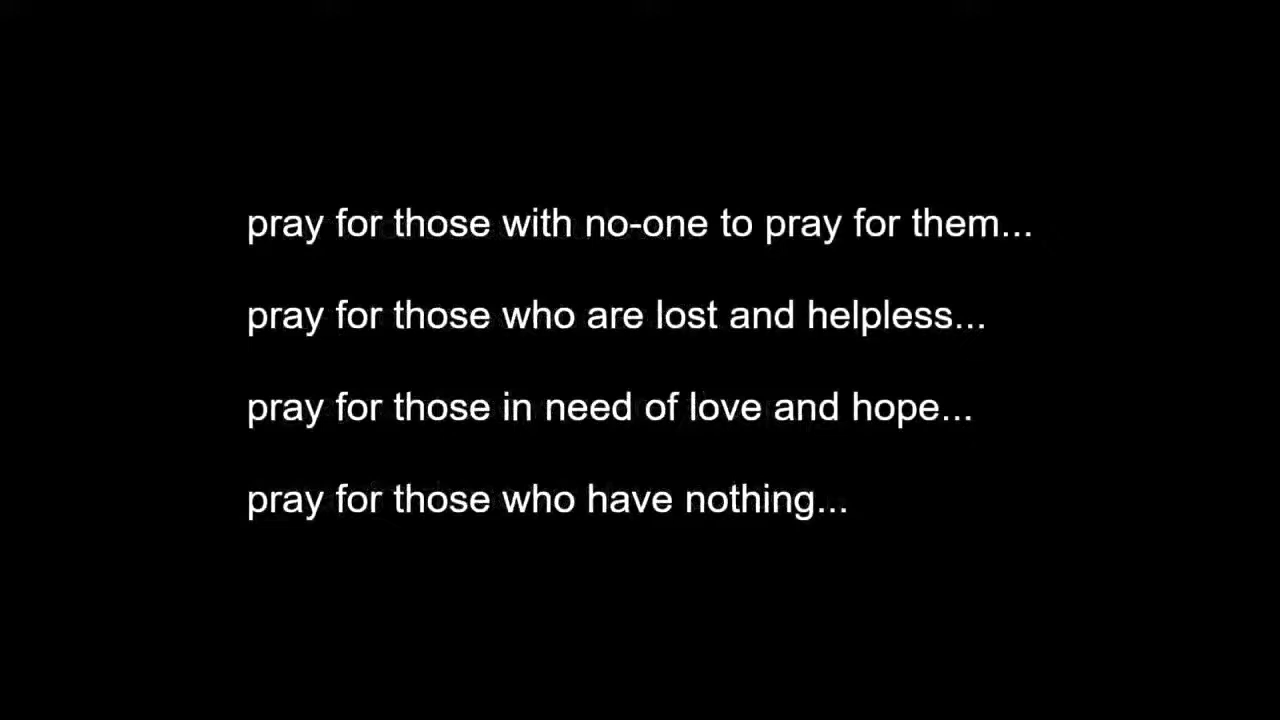 pray for those with no-one to pray for them...
pray for those who are lost and helpless...
pray for those in need of love and hope...
pray for those who have nothing...